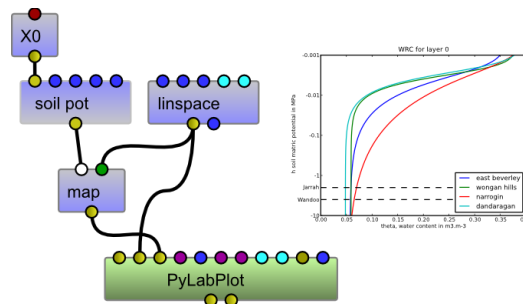 X0
soil pot
linspace
map
PyLabPlot
WRC for layer 0
h soil matric potential in MPa
-0.001
-0.01
-0.1
-1
Jarrah
Wandoo
-10
east beverley
wongan hills
narrogin
dandaragan
0.00
0.05
0.10
0.15
0.20
0.25
0.30
theta, water content in m3.m-3